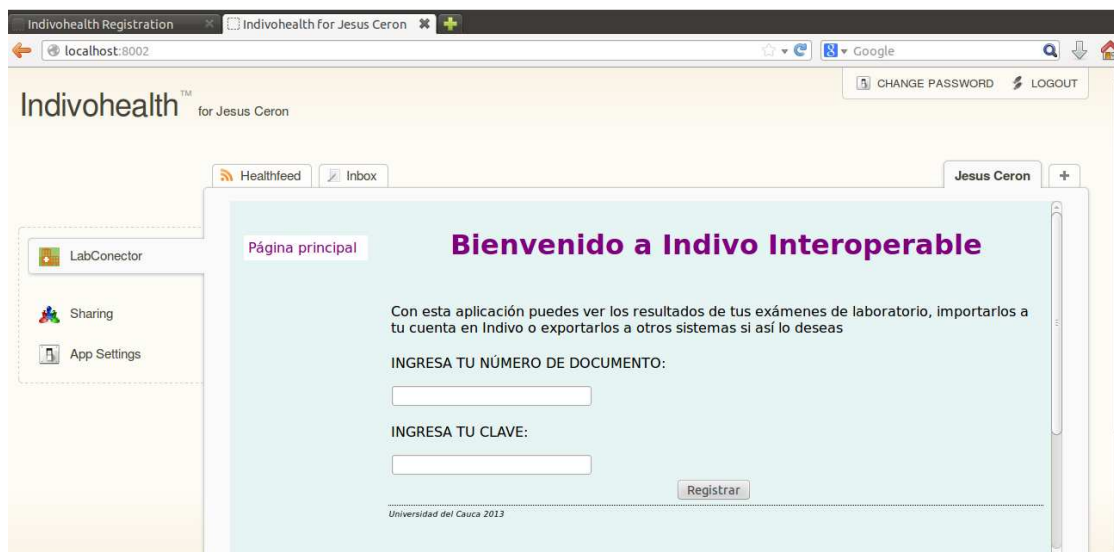 Indivohealth Registration
Indivohealth for Jesus Ceron
localhost:8002
Google
CHANGE PASSWORD
LOGOUT
Indivohealth™ for Jesus Ceron
Healthfeed
Inbox
Jesus Ceron
+
LabConector
Sharing
App Settings
Página principal
Bienvenido a Indivo Interoperable
Con esta aplicación puedes ver los resultados de tus exámenes de laboratorio, importarlos a
tu cuenta en Indivo o exportarlos a otros sistemas si así lo deseas
INGRESA TU NÚMERO DE DOCUMENTO:
INGRESA TU CLAVE:
Registrar
Universidad del Cauca 2013